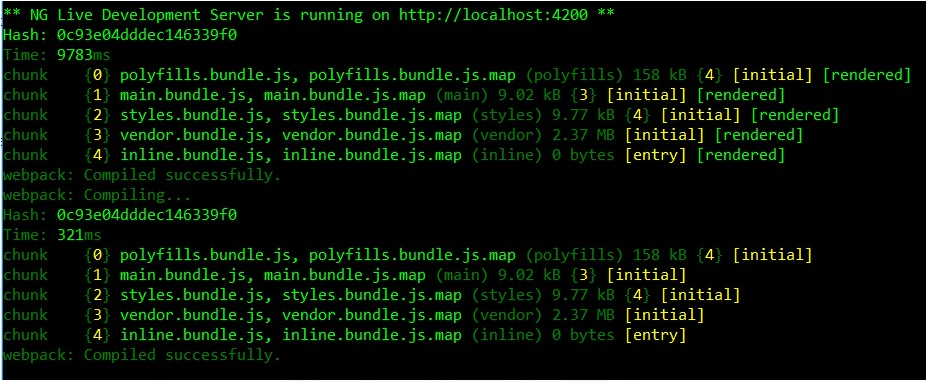 ** NG Live Development Server is running on http://localhost:4200 **
Hash: 0c93e04dddec146339f0
Time: 9783ms
chunk    {0} polyfills.bundle.js, polyfills.bundle.js.map (polyfills) 158 kB {4} [initial] [rendered]
chunk    {1} main.bundle.js, main.bundle.js.map (main) 9.02 kB {3} [initial] [rendered]
chunk    {2} styles.bundle.js, styles.bundle.js.map (styles) 9.77 kB {4} [initial] [rendered]
chunk    {3} vendor.bundle.js, vendor.bundle.js.map (vendor) 2.37 MB [initial] [rendered]
chunk    {4} inline.bundle.js, inline.bundle.js.map (inline) 0 bytes [entry] [rendered]
webpack: Compiled successfully.
webpack: Compiling...
Hash: 0c93e04dddec146339f0
Time: 321ms
chunk    {0} polyfills.bundle.js, polyfills.bundle.js.map (polyfills) 158 kB {4} [initial]
chunk    {1} main.bundle.js, main.bundle.js.map (main) 9.02 kB {3} [initial]
chunk    {2} styles.bundle.js, styles.bundle.js.map (styles) 9.77 kB {4} [initial]
chunk    {3} vendor.bundle.js, vendor.bundle.js.map (vendor) 2.37 MB [initial]
chunk    {4} inline.bundle.js, inline.bundle.js.map (inline) 0 bytes [entry]
webpack: Compiled successfully.